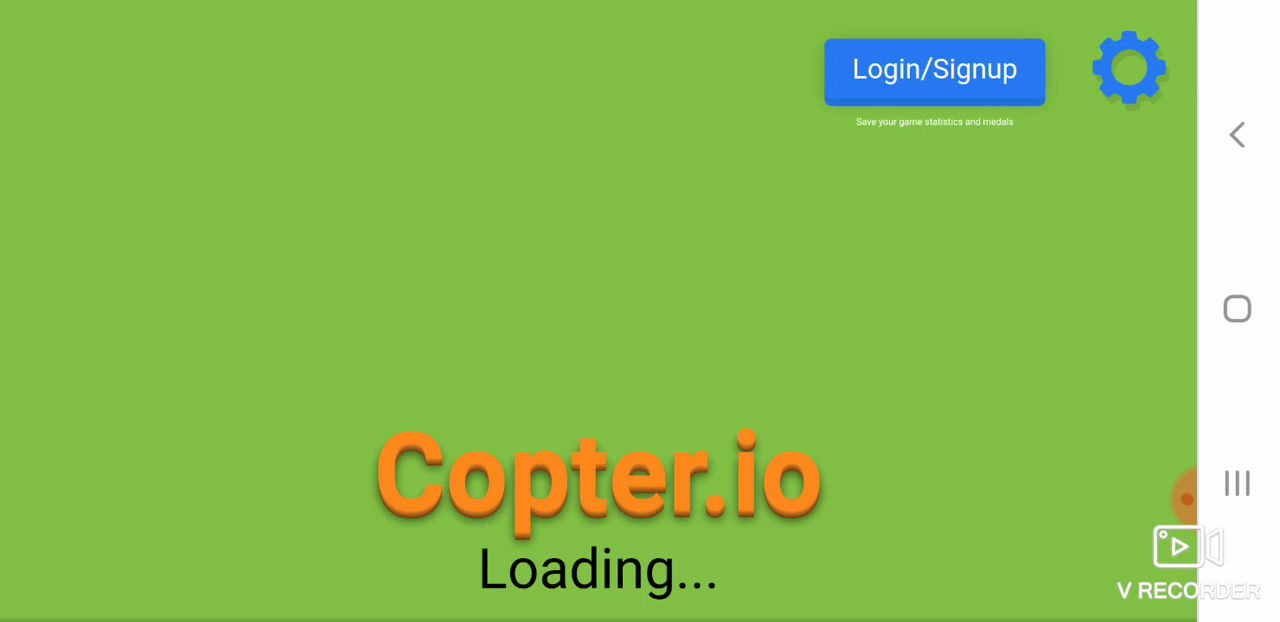 Login/Signup
Save your game statistics and medals
Copter.io
Loading...
V RECORDER